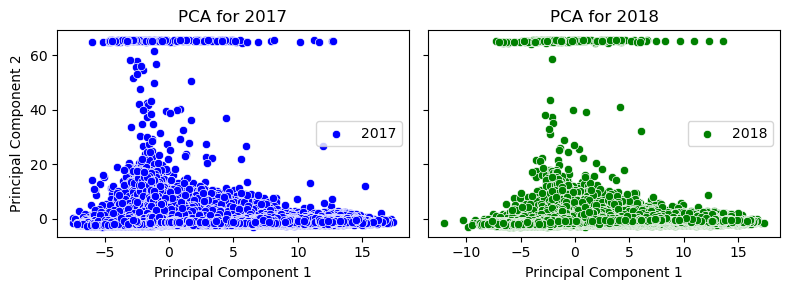 PCA for 2017
PCA for 2018
Principal Component 2
60
40
20
0
2017
2018
−5 0 5 10 15
−10 −5 0 5 10 15
Principal Component 1
Principal Component 1